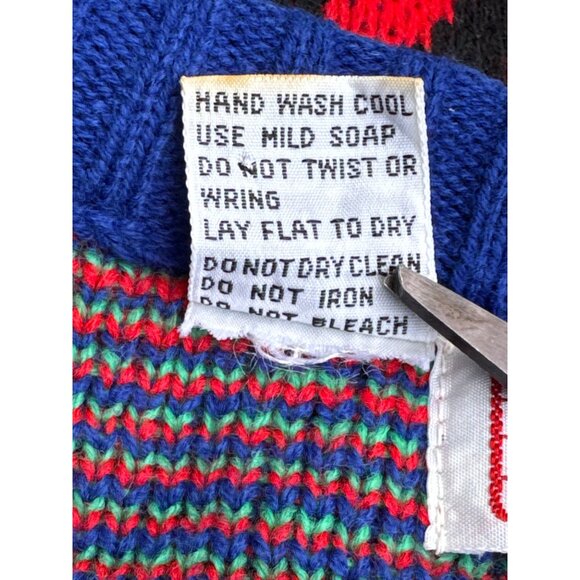 HAND WASH COOL
USE MILD SOAP
DO NOT TWIST OR
WRING
LAY FLAT TO DRY
DO NOT DRY CLEAN
DO NOT IRON
DO NOT BLEACH